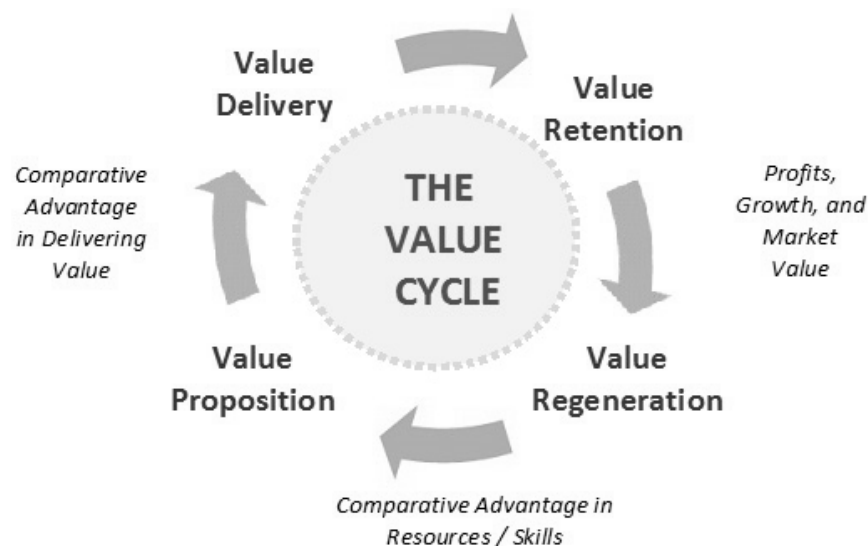 Value
Delivery
Value
Retention
Comparative
Advantage
in Delivering
Value
THE
VALUE
CYCLE
Profits,
Growth, and
Market
Value
Value
Proposition
Value
Regeneration
Comparative Advantage in
Resources / Skills